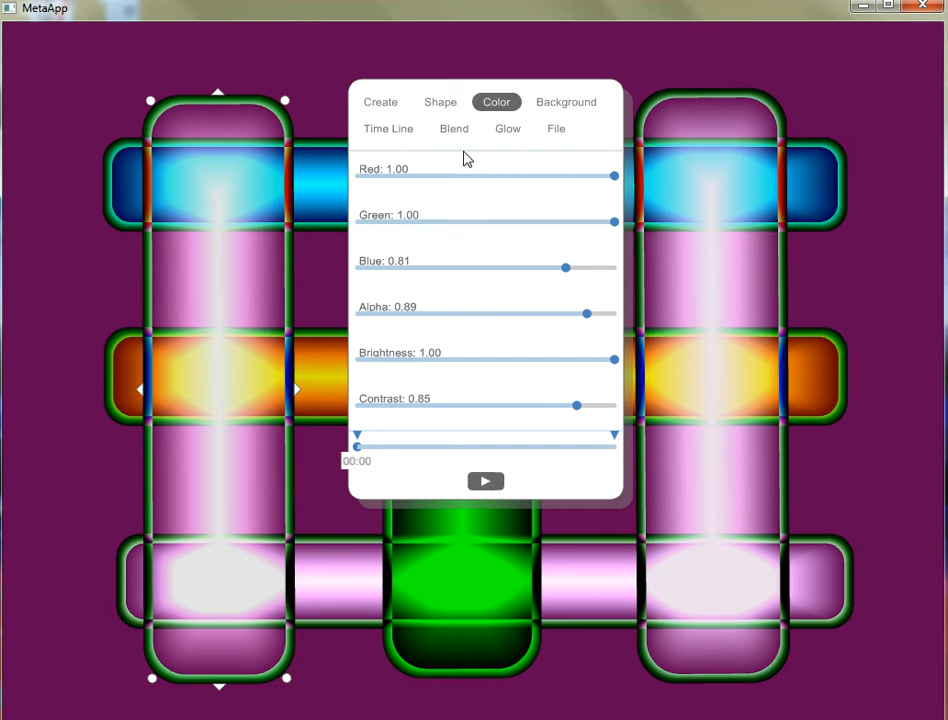 MetaApp
Create Shape Color Background
Time Line Blend Glow File
Red: 1.00
Green: 1.00
Blue: 0.81
Alpha: 0.89
Brightness: 1.00
Contrast: 0.85
00:00